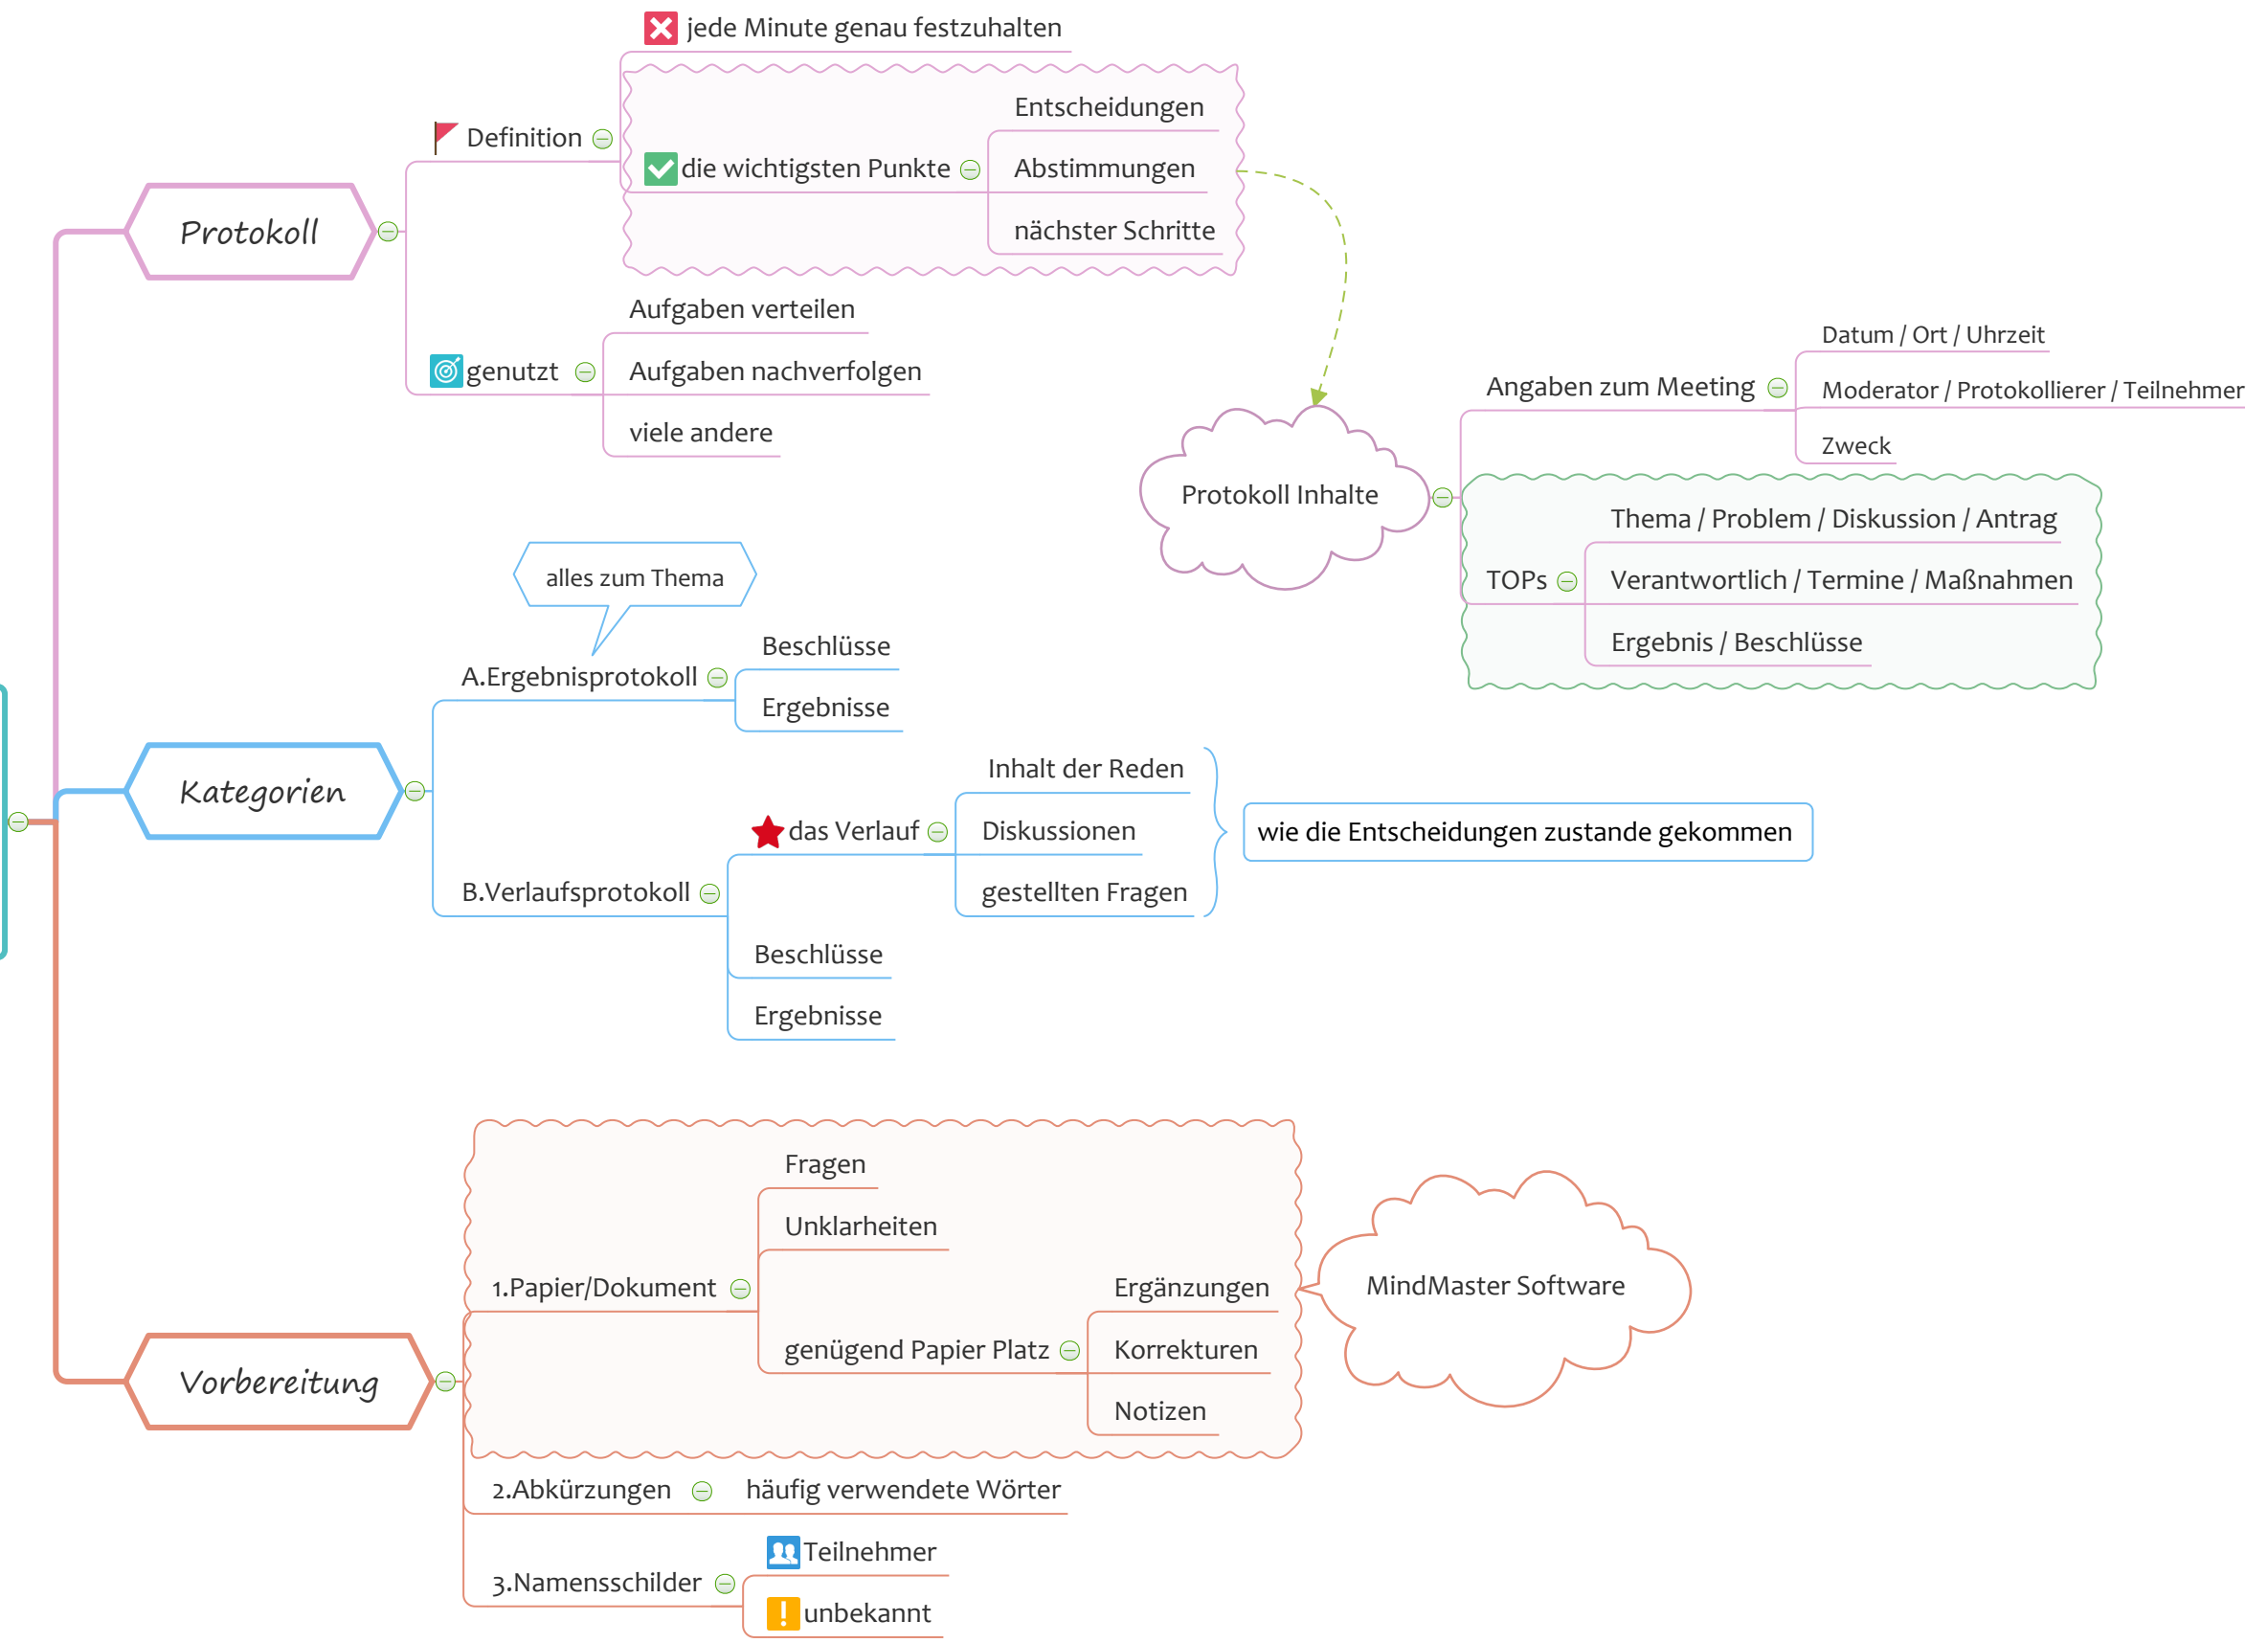 Protokoll
Definition
jede Minute genau festzuhalten
die wichtigsten Punkte
Entscheidungen
Abstimmungen
nächster Schritte
genutzt
Aufgaben verteilen
Aufgaben nachverfolgen
viele andere
Protokoll Inhalte
Angaben zum Meeting
Datum / Ort / Uhrzeit
Moderator / Protokollierer / Teilnehmer
Zweck
TOPs
Thema / Problem / Diskussion / Antrag
Verantwortlich / Termine / Maßnahmen
Ergebnis / Beschlüsse
Kategorien
alles zum Thema
A.Ergebnisprotokoll
Beschlüsse
Ergebnisse
B.Verlaufsprotokoll
das Verlauf
Inhalt der Reden
Diskussionen
gestellten Fragen
wie die Entscheidungen zustande gekommen
Beschlüsse
Ergebnisse
Vorbereitung
1.Papier/Dokument
Fragen
Unklarheiten
genügend Papier Platz
Ergänzungen
Korrekturen
Notizen
MindMaster Software
2.Abkürzungen
häufig verwendete Wörter
3.Namensschilder
Teilnehmer
unbekannt